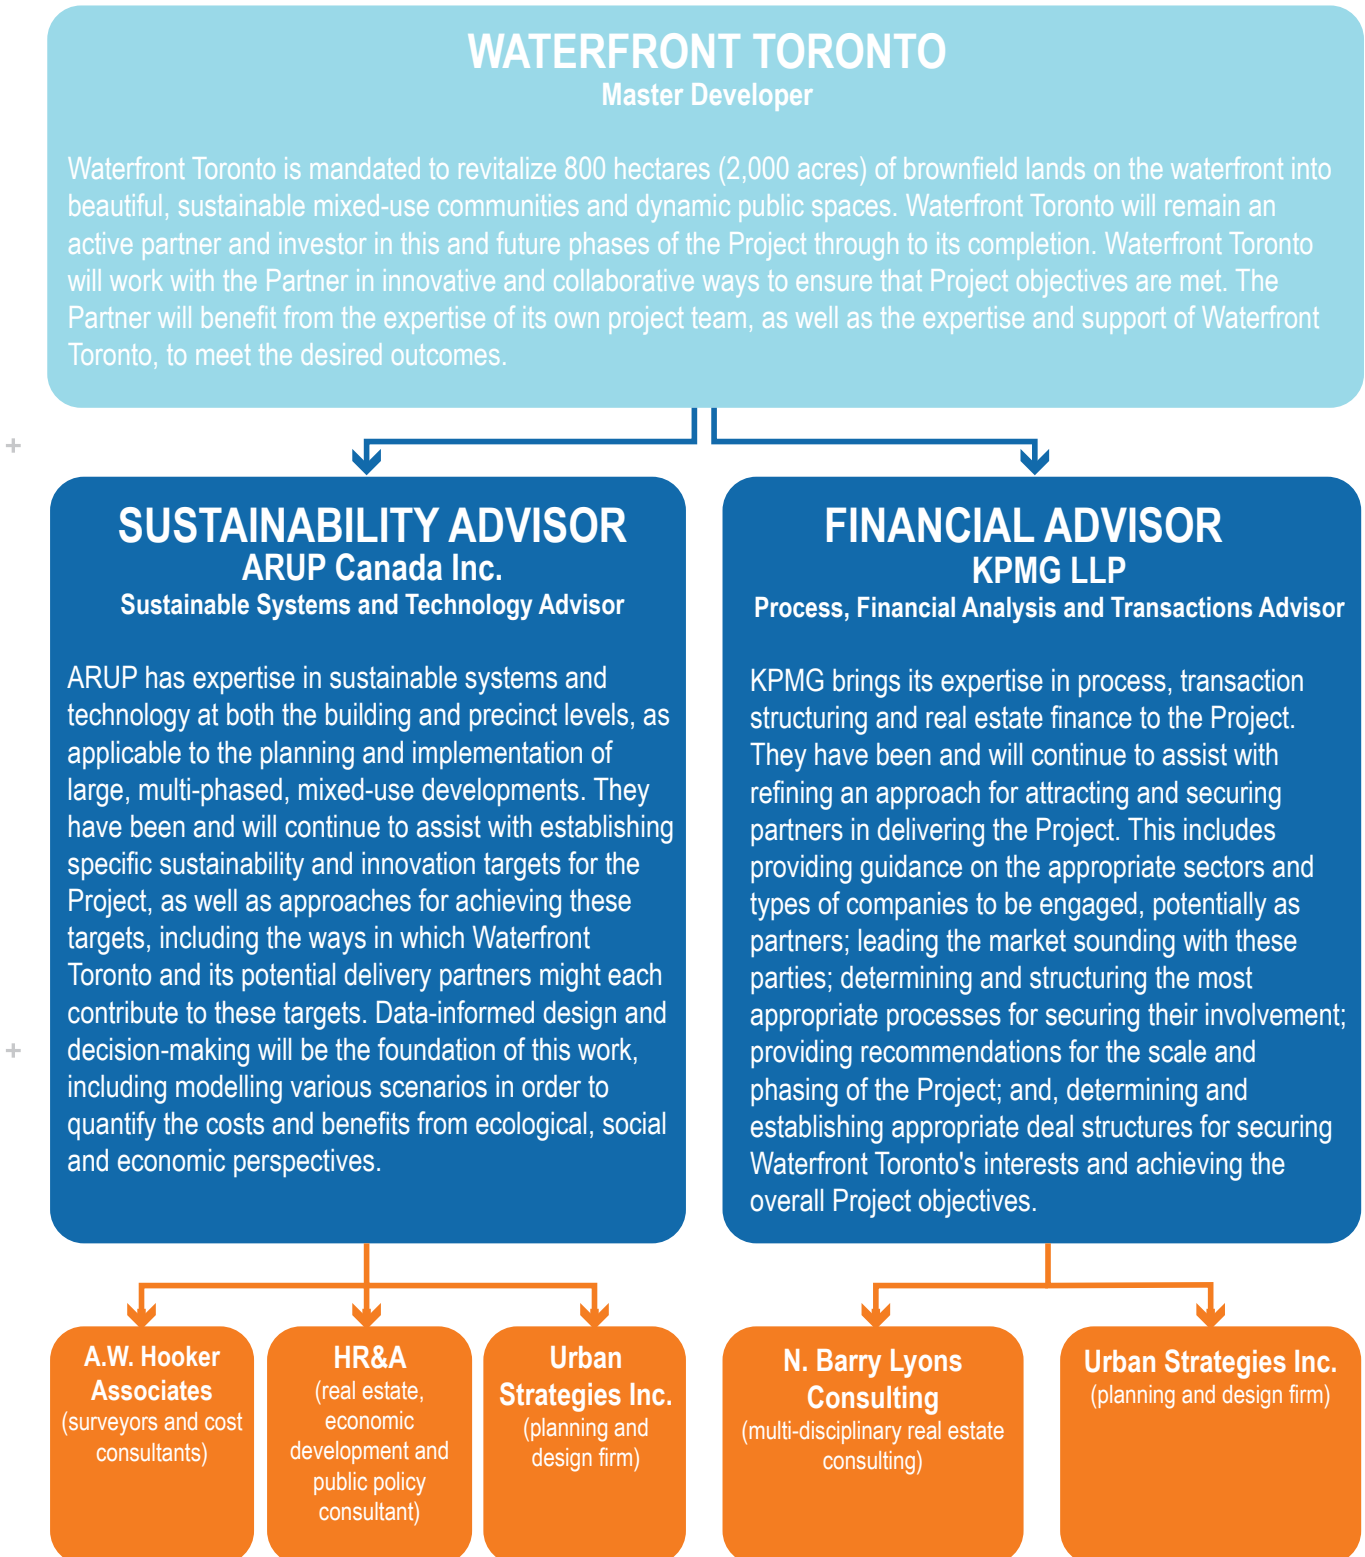 WATERFRONT TORONTO
Master Developer
Waterfront Toronto is mandated to revitalize 800 hectares (2,000 acres) of brownfield lands on the waterfront into
beautiful, sustainable mixed-use communities and dynamic public spaces. Waterfront Toronto will remain an
active partner and investor in this and future phases of the Project through to its completion. Waterfront Toronto
will work with the Partner in innovative and collaborative ways to ensure that Project objectives are met. The
Partner will benefit from the expertise of its own project team, as well as the expertise and support of Waterfront
Toronto, to meet the desired outcomes.
SUSTAINABILITY ADVISOR
ARUP Canada Inc.
Sustainable Systems and Technology Advisor
ARUP has expertise in sustainable systems and
technology at both the building and precinct levels, as
applicable to the planning and implementation of
large, multi-phased, mixed-use developments. They
have been and will continue to assist with establishing
specific sustainability and innovation targets for the
Project, as well as approaches for achieving these
targets, including the ways in which Waterfront
Toronto and its potential delivery partners might each
contribute to these targets. Data-informed design and
decision-making will be the foundation of this work,
including modelling various scenarios in order to
quantify the costs and benefits from ecological, social
and economic perspectives.
FINANCIAL ADVISOR
KPMG LLP
Process, Financial Analysis and Transactions Advisor
KPMG brings its expertise in process, transaction
structuring and real estate finance to the Project.
They have been and will continue to assist with
refining an approach for attracting and securing
partners in delivering the Project. This includes
providing guidance on the appropriate sectors and
types of companies to be engaged, potentially as
partners; leading the market sounding with these
parties; determining and structuring the most
appropriate processes for securing their involvement;
providing recommendations for the scale and
phasing of the Project; and, determining and
establishing appropriate deal structures for securing
Waterfront Toronto's interests and achieving the
overall Project objectives.
A.W. Hooker
Associates
(surveyors and cost
consultants)
HR&A
(real estate,
economic
development and
public policy
consultant)
Urban
Strategies Inc.
(planning and
design firm)
N. Barry Lyons
Consulting
(multi-disciplinary real estate
consulting)
Urban Strategies Inc.
(planning and design firm)